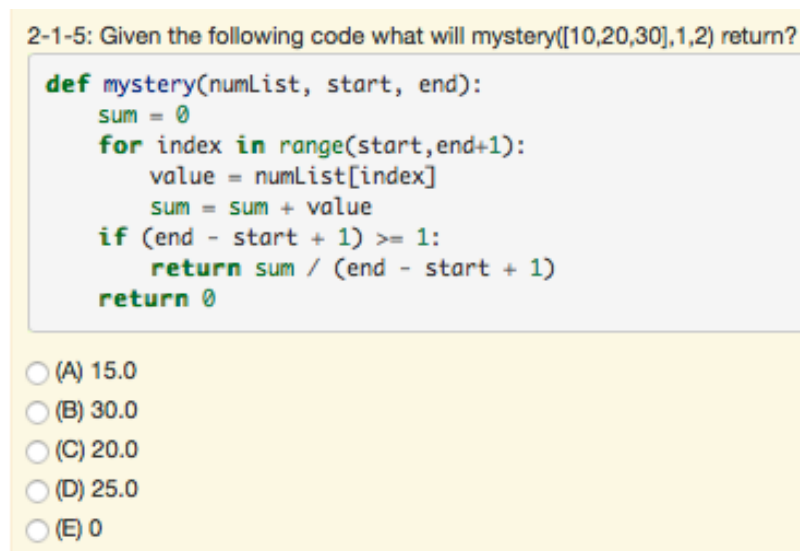 2-1-5: Given the following code what will mystery([10,20,30],1,2) return?
def mystery(numList, start, end):
    sum = 0
    for index in range(start,end+1):
        value = numList[index]
        sum = sum + value
    if (end - start + 1) >= 1:
        return sum / (end - start + 1)
    return 0
(A) 15.0
(B) 30.0
(C) 20.0
(D) 25.0
(E) 0